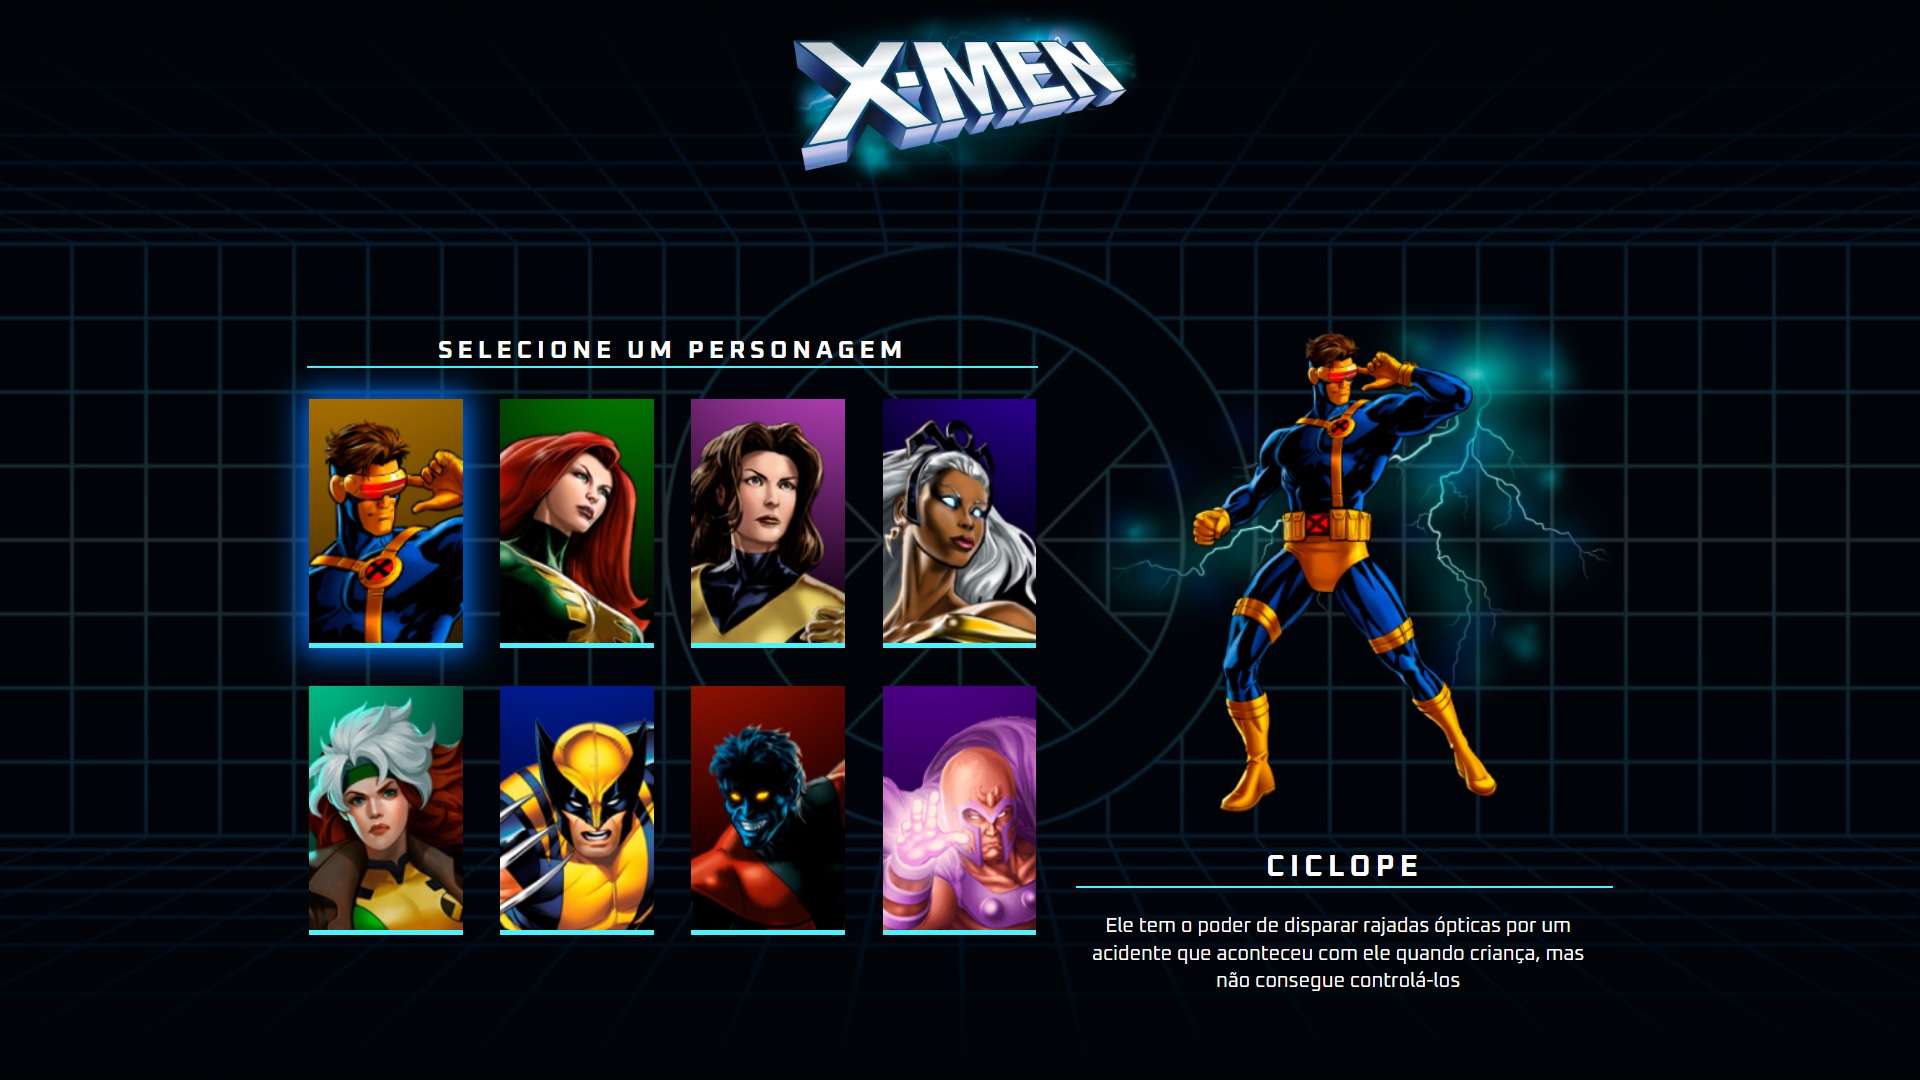 X-MEN
SELECIONE UM PERSONAGEM
CICLOPE
Ele tem o poder de disparar rajadas ópticas por um
acidente que aconteceu com ele quando criança, mas
não consegue controlá-los